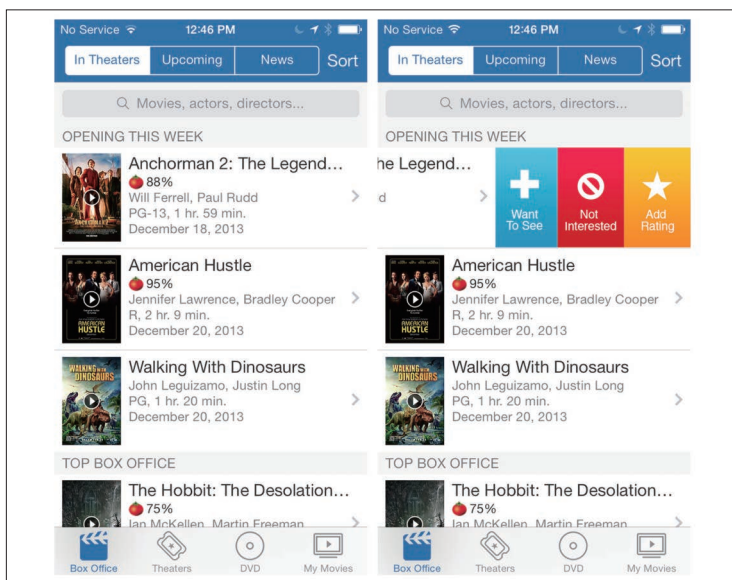 No Service 12:46 PM
In Theaters Upcoming News Sort
Movies, actors, directors...
OPENING THIS WEEK
Anchorman 2: The Legend...
88%
Will Ferrell, Paul Rudd
PG-13, 1 hr. 59 min.
December 18, 2013
American Hustle
95%
Jennifer Lawrence, Bradley Cooper
R, 2 hr. 9 min.
December 20, 2013
WALKING WITH DINOSAURS
Walking With Dinosaurs
John Leguizamo, Justin Long
PG, 1 hr. 20 min.
December 20, 2013
TOP BOX OFFICE
The Hobbit: The Desolation...
75%
Ian McKellen, Martin Freeman
Box Office Theaters DVD My Movies
No Service 12:46 PM
In Theaters Upcoming News Sort
Movies, actors, directors...
OPENING THIS WEEK
he Legend...
d
Want To See
Not Interested
Add Rating
AMERICAN HUSTLE
American Hustle
95%
Jennifer Lawrence, Bradley Cooper
R, 2 hr. 9 min.
December 20, 2013
WALKING WITH DINOSAURS
Walking With Dinosaurs
John Leguizamo, Justin Long
PG, 1 hr. 20 min.
December 20, 2013
TOP BOX OFFICE
The Hobbit: The Desolation...
75%
Ian McKellen, Martin Freeman
Box Office Theaters DVD My Movies